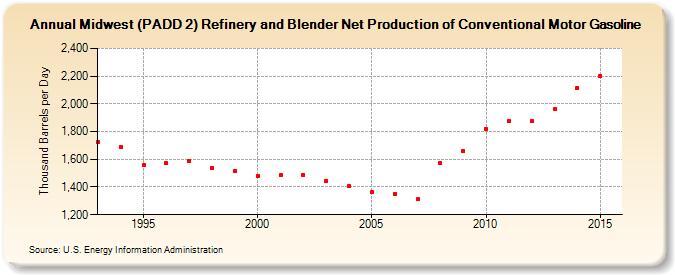 Annual Midwest (PADD 2) Refinery and Blender Net Production of Conventional Motor Gasoline
Thousand Barrels per Day
2,400
2,200
2,000
1,800
1,600
1,400
1,200
1995 2000 2005 2010 2015
Source: U.S. Energy Information Administration